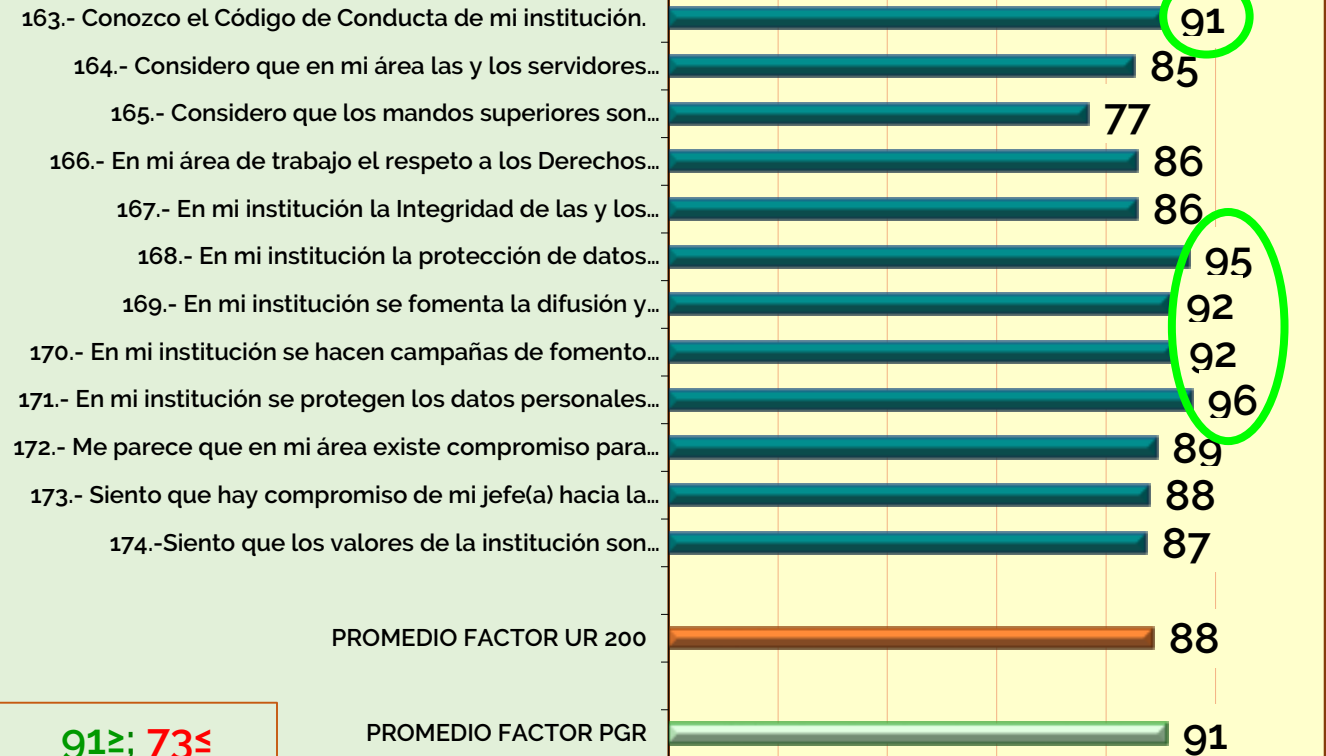 163.- Conozco el Código de Conducta de mi institución. 91
164.- Considero que en mi área las y los servidores… 85
165.- Considero que los mandos superiores son… 77
166.- En mi área de trabajo el respeto a los Derechos… 86
167.- En mi institución la Integridad de las y los… 86
168.- En mi institución la protección de datos… 95
169.- En mi institución se fomenta la difusión y… 92
170.- En mi institución se hacen campañas de fomento… 92
171.- En mi institución se protegen los datos personales… 96
172.- Me parece que en mi área existe compromiso para… 89
173.- Siento que hay compromiso de mi jefe(a) hacia la… 88
174.-Siento que los valores de la institución son… 87
PROMEDIO FACTOR UR 200 88
PROMEDIO FACTOR PGR 91
91≥; 73≤